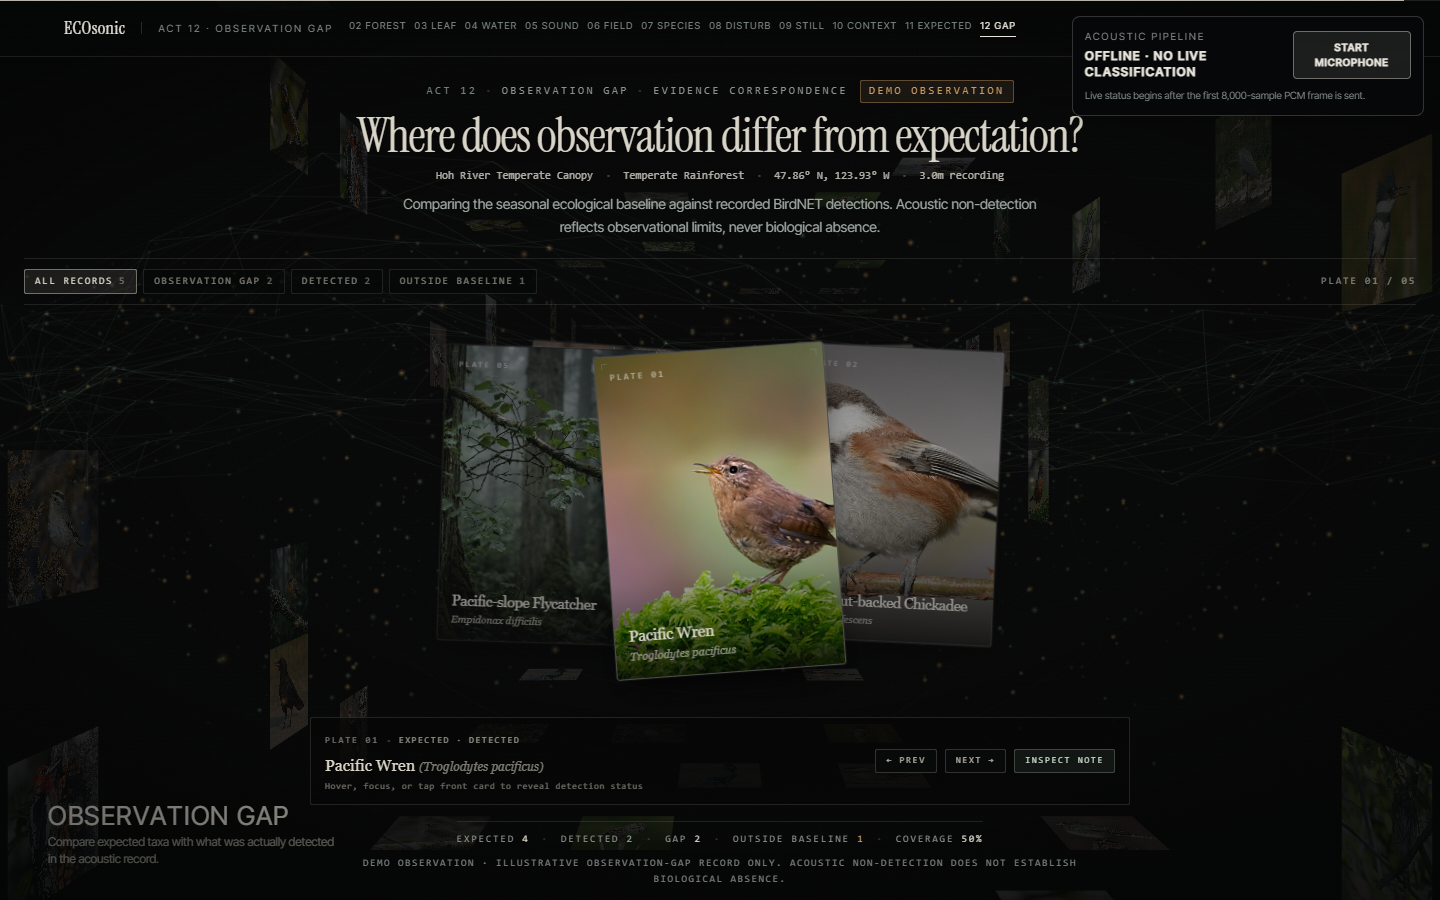 ECOsonic
ACT 12 · OBSERVATION GAP
02 FOREST 03 LEAF 04 WATER 05 SOUND 06 FIELD 07 SPECIES 08 DISTURB 09 STILL 10 CONTEXT 11 EXPECTED 12 GAP
ACOUSTIC PIPELINE
OFFLINE · NO LIVE
CLASSIFICATION
START
MICROPHONE
Live status begins after the first 8,000-sample PCM frame is sent.
ACT 12 · OBSERVATION GAP · EVIDENCE CORRESPONDENCE DEMO OBSERVATION
Where does observation differ from expectation?
Hoh River Temperate Canopy · Temperate Rainforest · 47.86° N, 123.93° W · 3.0m recording
Comparing the seasonal ecological baseline against recorded BirdNET detections. Acoustic non-detection
reflects observational limits, never biological absence.
ALL RECORDS 5 OBSERVATION GAP 2 DETECTED 2 OUTSIDE BASELINE 1
PLATE 01 / 05
PLATE 05
PLATE 01
TE 02
Pacific-slope Flycatcher
Empidonax difficilis
Pacific Wren
Troglodytes pacificus
ut-backed Chickadee
escens
PLATE 01 · EXPECTED · DETECTED
Pacific Wren (Troglodytes pacificus)
Hover, focus, or tap front card to reveal detection status
← PREV NEXT → INSPECT NOTE
OBSERVATION GAP
Compare expected taxa with what was actually detected
in the acoustic record.
EXPECTED 4 · DETECTED 2 · GAP 2 · OUTSIDE BASELINE 1 · COVERAGE 50%
DEMO OBSERVATION · ILLUSTRATIVE OBSERVATION-GAP RECORD ONLY. ACOUSTIC NON-DETECTION DOES NOT ESTABLISH
BIOLOGICAL ABSENCE.